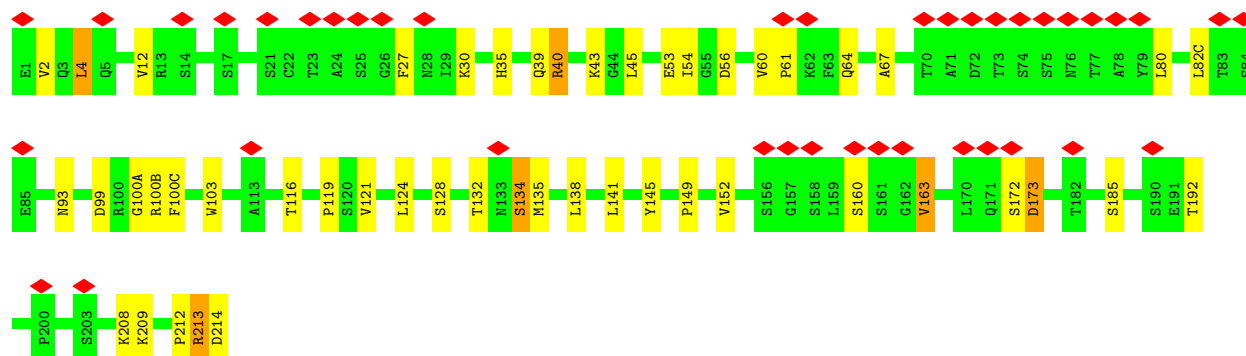 E1 V2 Q3 L4 Q5 V12 R13 S14 S17 S21 C22 T23 A24 S25 G26 F27 N28 I29 K30 H35 Q39 R40 K43 G44 L45 E53 I54 G55 D56 V60 P61 K62 F63 Q64 A67 T70 A71 D72 T73 S74 S75 N76 T77 A78 Y79 L80 L82C T83 S84
E85 N93 D99 R100 G100A R100B F100C W103 A113 T116 P119 S120 V121 L124 S128 T132 N133 S134 M135 L138 L141 Y145 P149 V152 S156 G157 S158 L159 S160 S161 G162 V163 L170 Q171 S172 D173 T182 S185 S190 E191 T192
P200 S203 K208 K209 P212 R213 D214